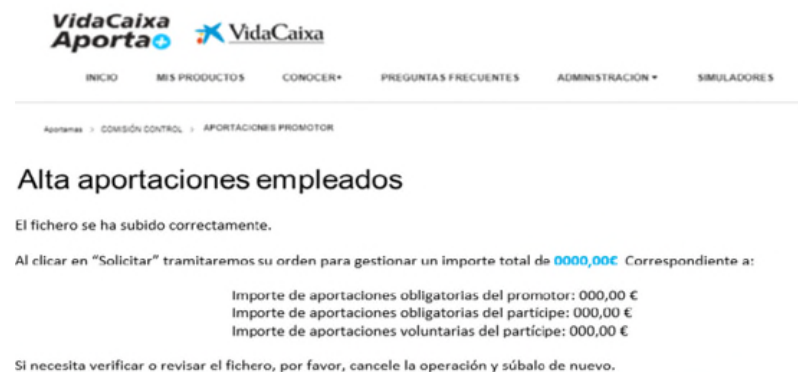 VidaCaixa
Aporta+
VidaCaixa
INICIO MIS PRODUCTOS CONOCER PREGUNTAS FRECUENTES ADMINISTRACIÓN SIMULADORES
Aportamas > COMISIÓN CONTROL > APORTACIONES PROMOTOR
Alta aportaciones empleados
El fichero se ha subido correctamente.
Al clicar en “Solicitar” tramitaremos su orden para gestionar un importe total de 0000,00€ Correspondiente a:
Importe de aportaciones obligatorias del promotor: 000,00 €
Importe de aportaciones obligatorias del partícipe: 000,00 €
Importe de aportaciones voluntarias del partícipe: 000,00 €
Si necesita verificar o revisar el fichero, por favor, cancele la operación y súbalo de nuevo.